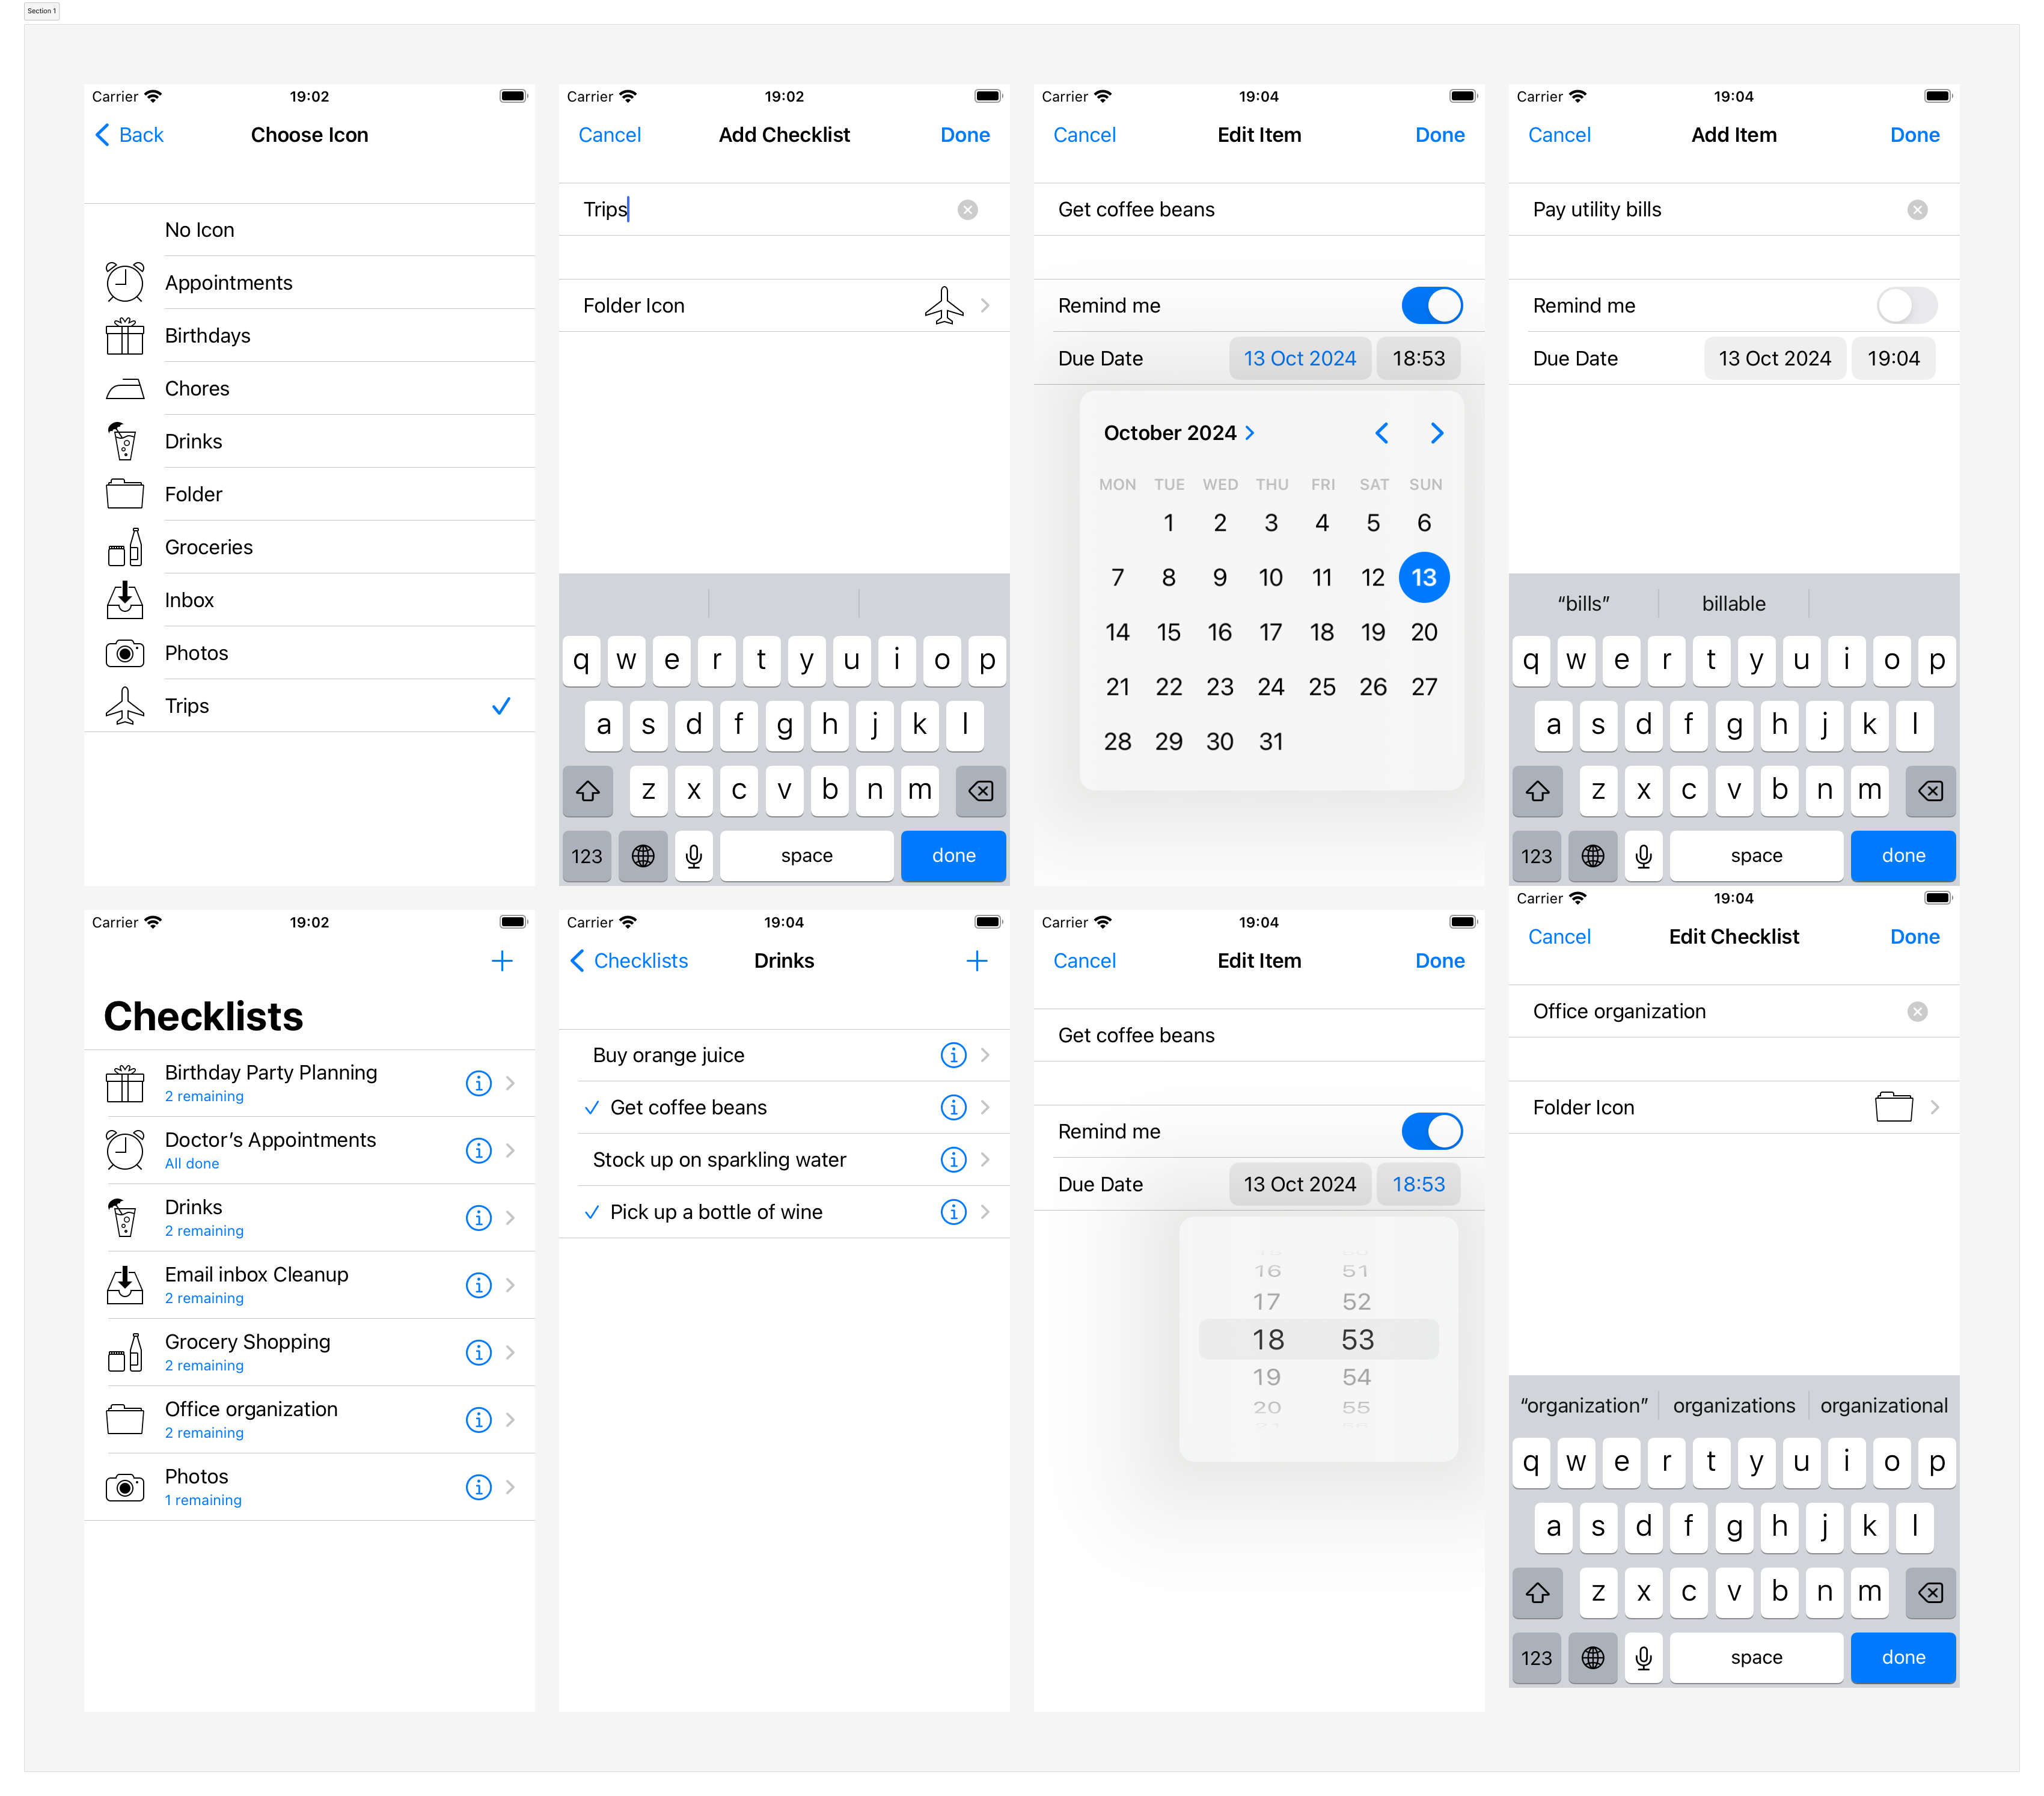 Section 1
Carrier 19:02
Back Choose Icon
No Icon
Appointments
Birthdays
Chores
Drinks
Folder
Groceries
Inbox
Photos
Trips
Carrier 19:02
Cancel Add Checklist Done
Trips
Folder Icon
q w e r t y u i o p
a s d f g h j k l
z x c v b n m
123 space done
Carrier 19:04
Cancel Edit Item Done
Get coffee beans
Remind me
Due Date 13 Oct 2024 18:53
October 2024
MON TUE WED THU FRI SAT SUN
1 2 3 4 5 6
7 8 9 10 11 12 13
14 15 16 17 18 19 20
21 22 23 24 25 26 27
28 29 30 31
Carrier 19:04
Cancel Add Item Done
Pay utility bills
Remind me
Due Date 13 Oct 2024 19:04
“bills” billable
q w e r t y u i o p
a s d f g h j k l
z x c v b n m
123 space done
Carrier 19:02
Checklists
Birthday Party Planning
2 remaining
Doctor’s Appointments
All done
Drinks
2 remaining
Email inbox Cleanup
2 remaining
Grocery Shopping
2 remaining
Office organization
2 remaining
Photos
1 remaining
Carrier 19:04
Checklists Drinks
Buy orange juice
Get coffee beans
Stock up on sparkling water
Pick up a bottle of wine
Carrier 19:04
Cancel Edit Item Done
Get coffee beans
Remind me
Due Date 13 Oct 2024 18:53
16 51
17 52
18 53
19 54
20 55
Carrier 19:04
Cancel Edit Checklist Done
Office organization
Folder Icon
“organization” organizations organizational
q w e r t y u i o p
a s d f g h j k l
z x c v b n m
123 space done